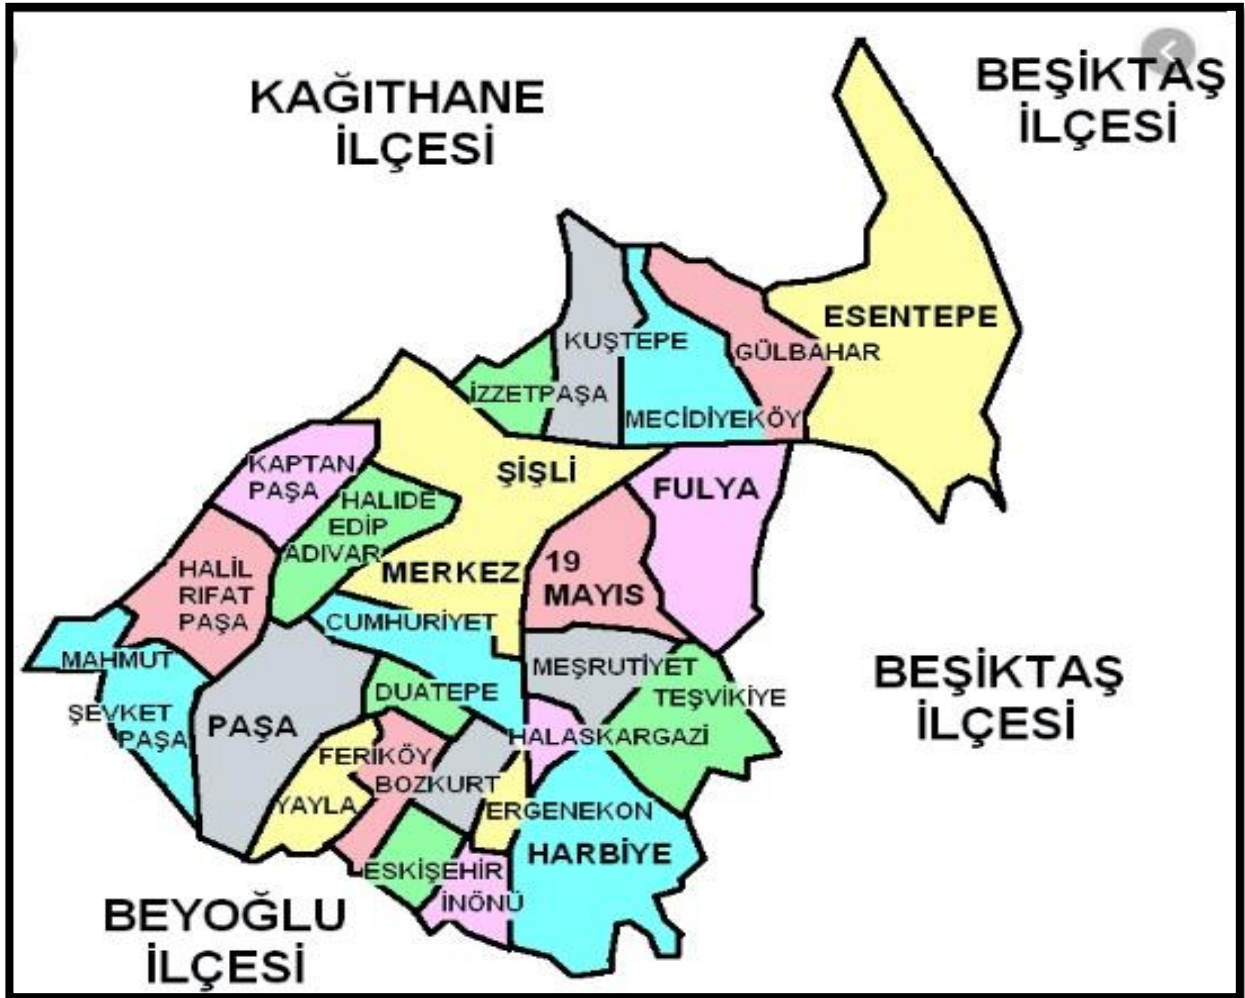 KAĞITHANE
İLÇESİ
BEŞİKTAŞ
İLÇESİ
ESENTEPE
KUŞTEPE
GÜLBAHAR
İZZETPAŞA
MECİDİYEKÖY
ŞİŞLİ
KAPTAN
PAŞA
FULYA
HALIDE
EDİP
ADIVAR
19
MAYIS
MERKEZ
HALİL
RIFAT
PAŞA
CUMHURİYET
MAHMUT
MEŞRUTİYET
DUATEPE
TEŞVİKİYE
ŞEVKET
PAŞA
PAŞA
HALASKARGAZİ
FERİKÖY
BOZKURT
YAYLA
ERGENEKON
HARBİYE
ESKİŞEHİR
İNÖNÜ
BEŞİKTAŞ
İLÇESİ
BEYOĞLU
İLÇESİ